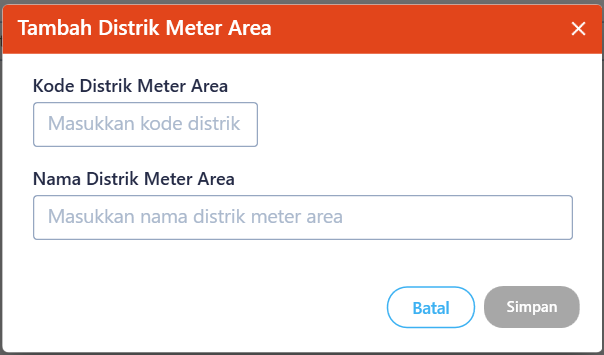 Tambah Distrik Meter Area
Kode Distrik Meter Area
Masukkan kode distrik
Nama Distrik Meter Area
Masukkan nama distrik meter area
Batal
Simpan